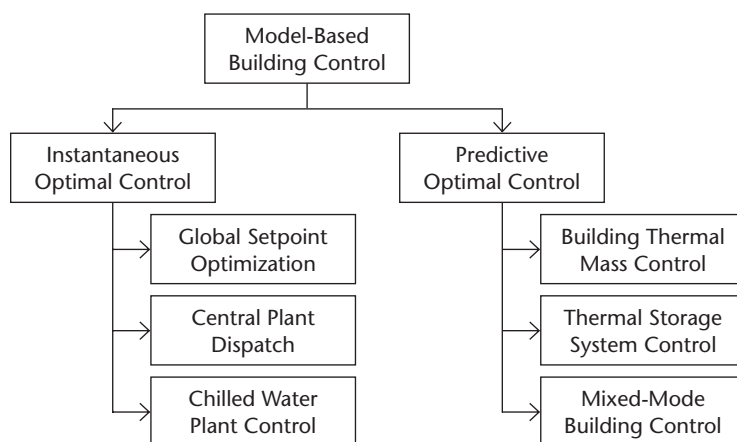 Model-Based
Building Control
Instantaneous
Optimal Control
Predictive
Optimal Control
Global Setpoint
Optimization
Building Thermal
Mass Control
Central Plant
Dispatch
Thermal Storage
System Control
Chilled Water
Plant Control
Mixed-Mode
Building Control